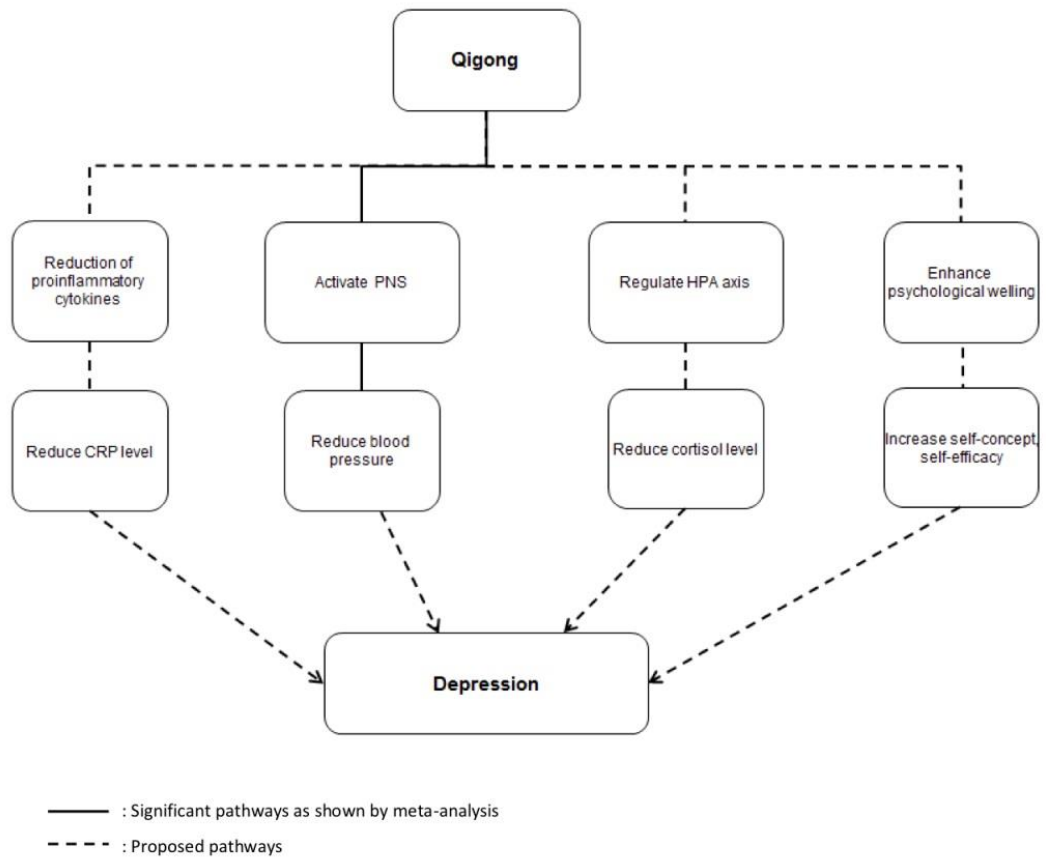 Qigong
Reduction of
proinflammatory
cytokines
Activate PNS
Regulate HPA axis
Enhance
psychological welling
Reduce CRP level
Reduce blood
pressure
Reduce cortisol level
Increase self-concept,
self-efficacy
Depression
: Significant pathways as shown by meta-analysis
: Proposed pathways